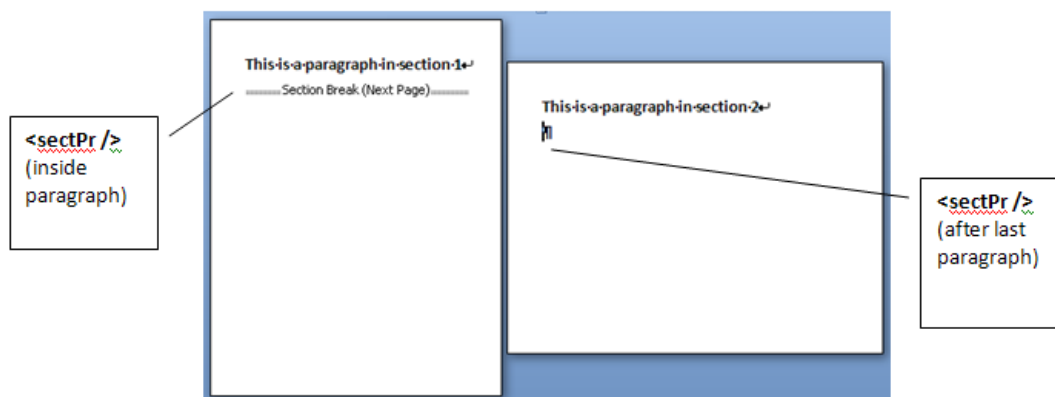 This·is·a·paragraph·in·section·1↵
Section Break (Next Page)
This·is·a·paragraph·in·section·2↵
¶
<sectPr />
(inside
paragraph)
<sectPr />
(after last
paragraph)